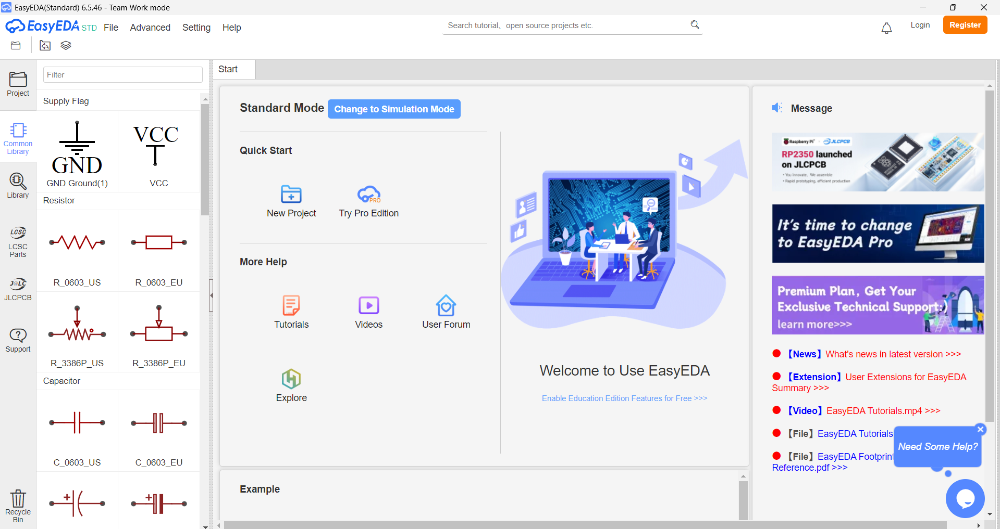 EasyEDA(Standard) 6.5.46 - Team Work mode
EasyEDA STD File Advanced Setting Help
Search tutorial、open source projects etc.
Login
Register
Project
Common
Library
Library
LCSC
LCSC
Parts
J@LC
JLCPCB
Support
Recycle
Bin
Filter
Supply Flag
GND
GND Ground(1)
VCC
VCC
Resistor
R_0603_US
R_0603_EU
R_3386P_US
R_3386P_EU
Capacitor
C_0603_US
C_0603_EU
Start
Standard Mode
Change to Simulation Mode
Quick Start
New Project
PRO
Try Pro Edition
More Help
Tutorials
Videos
User Forum
Explore
Welcome to Use EasyEDA
Enable Education Edition Features for Free >>>
Example
Message
Raspberry Pi · JLCPCB
RP2350 launched
on JLCPCB
• You innovate, We assemble
• Rapid prototyping, efficient production
It's time to change
to EasyEDA Pro
Premium Plan, Get Your
Exclusive Technical Support:)
learn more>>>
【News】What's news in latest version >>>
【Extension】User Extensions for EasyEDA
Summary >>>
【Video】EasyEDA Tutorials.mp4 >>>
【File】EasyEDA Tutorials
【File】EasyEDA Footprint
Reference.pdf >>>
Need Some Help?